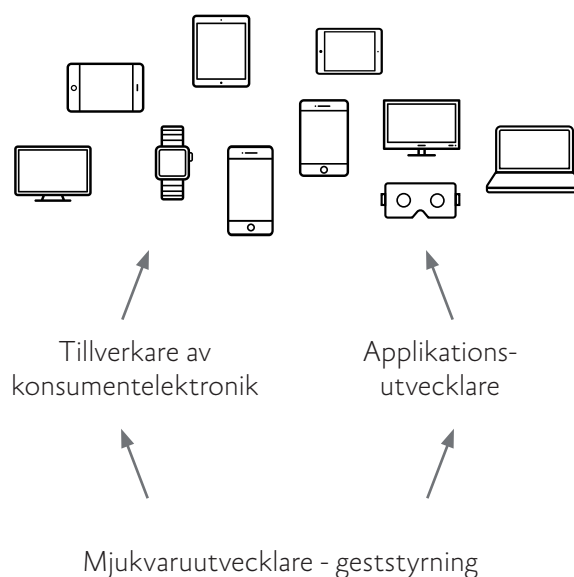 Tillverkare av
konsumentelektronik
Applikations-
utvecklare
Mjukvaruutvecklare - geststyrning